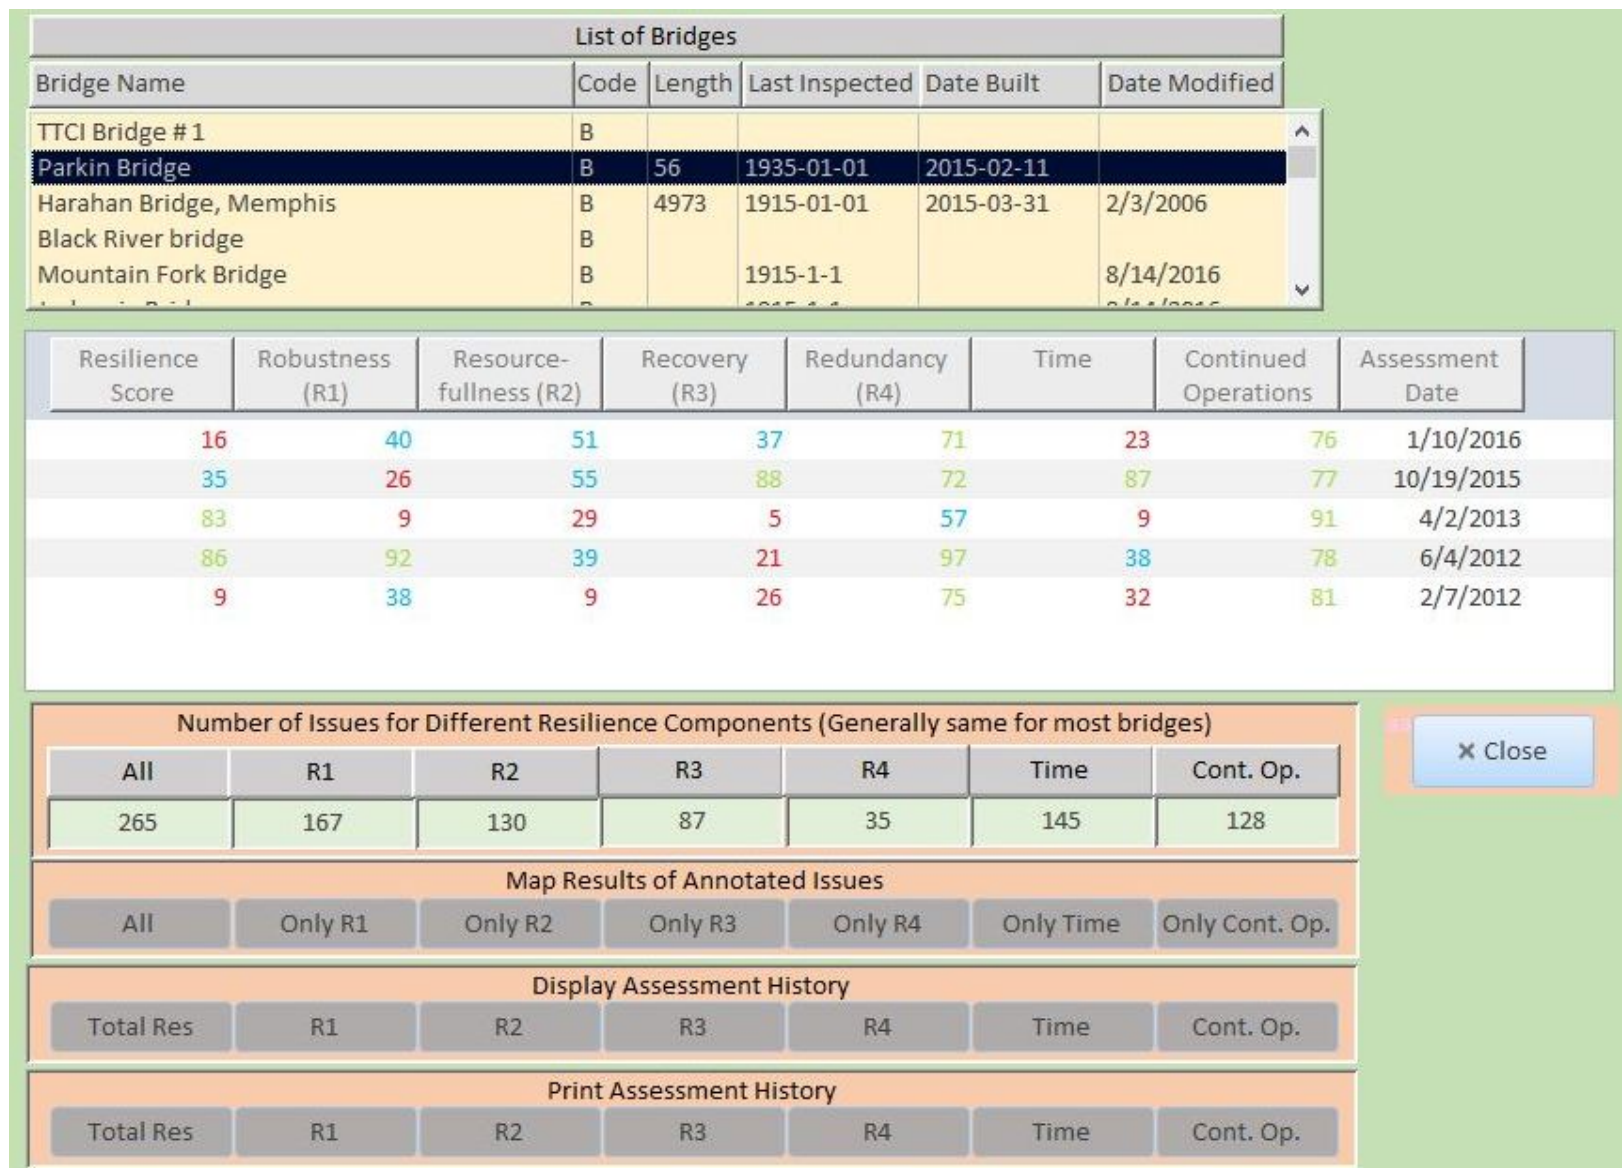 List of Bridges
Bridge Name Code Length Last Inspected Date Built Date Modified
TTCI Bridge # 1 B
Parkin Bridge B 56 1935-01-01 2015-02-11
Harahan Bridge, Memphis B 4973 1915-01-01 2015-03-31 2/3/2006
Black River bridge B
Mountain Fork Bridge B 1915-1-1 8/14/2016
Resilience Robustness Resource- Recovery Redundancy Time Continued Assessment
Score (R1) fullness (R2) (R3) (R4) Operations Date
16 40 51 37 71 23 76 1/10/2016
35 26 55 88 72 87 77 10/19/2015
83 9 29 5 57 9 91 4/2/2013
86 92 39 21 97 38 78 6/4/2012
9 38 9 26 75 32 81 2/7/2012
Number of Issues for Different Resilience Components (Generally same for most bridges)
All R1 R2 R3 R4 Time Cont. Op.
265 167 130 87 35 145 128
× Close
Map Results of Annotated Issues
All Only R1 Only R2 Only R3 Only R4 Only Time Only Cont. Op.
Display Assessment History
Total Res R1 R2 R3 R4 Time Cont. Op.
Print Assessment History
Total Res R1 R2 R3 R4 Time Cont. Op.